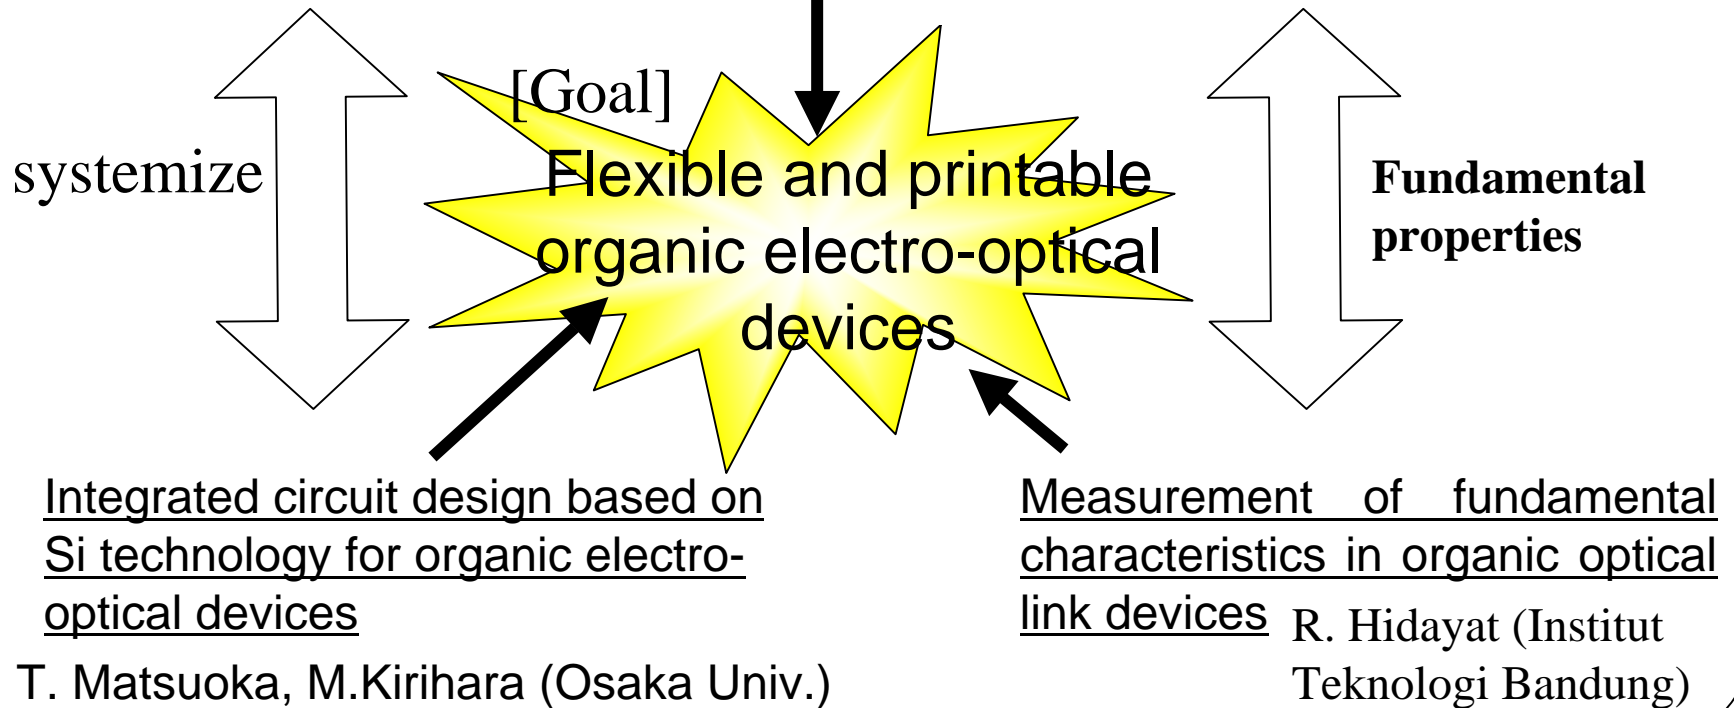 [Goal]
systemize
Flexible and printable
organic electro-optical
devices
Fundamental
properties
Integrated circuit design based on
Si technology for organic electro-
optical devices
T. Matsuoka, M.Kirihara (Osaka Univ.)
Measurement of fundamental
characteristics in organic optical
link devices R. Hidayat (Institut
Teknologi Bandung)